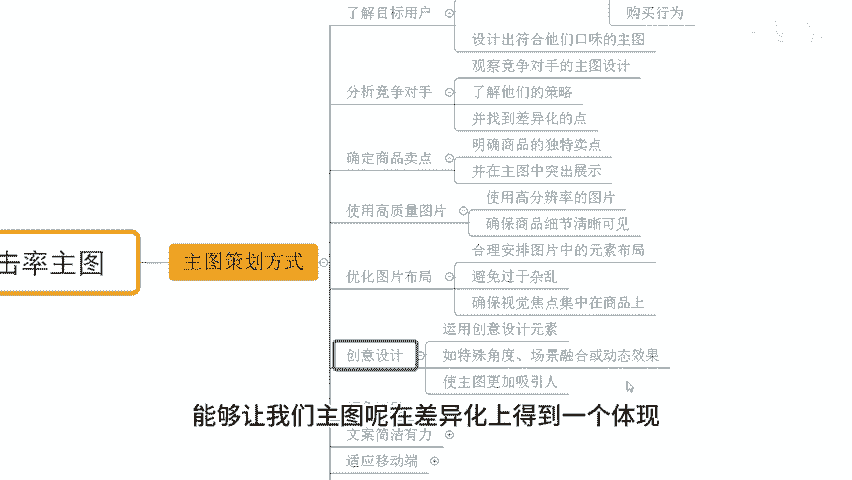 了解目标用户
购买行为
设计出符合他们口味的主图
分析竞争对手
观察竞争对手的主图设计
了解他们的策略
并找到差异化的点
确定商品卖点
明确商品的独特卖点
并在主图中突出展示
使用高质量图片
使用高分辨率的图片
确保商品细节清晰可见
击率主图
主图策划方式
优化图片布局
合理安排图片中的元素布局
避免过于杂乱
确保视觉焦点集中在商品上
创意设计
运用创意设计元素
如特殊角度、场景融合或动态效果
使主图更加吸引人
能够让我们主图呢在差异化上得到一个体现
文案简洁有力
适应移动端